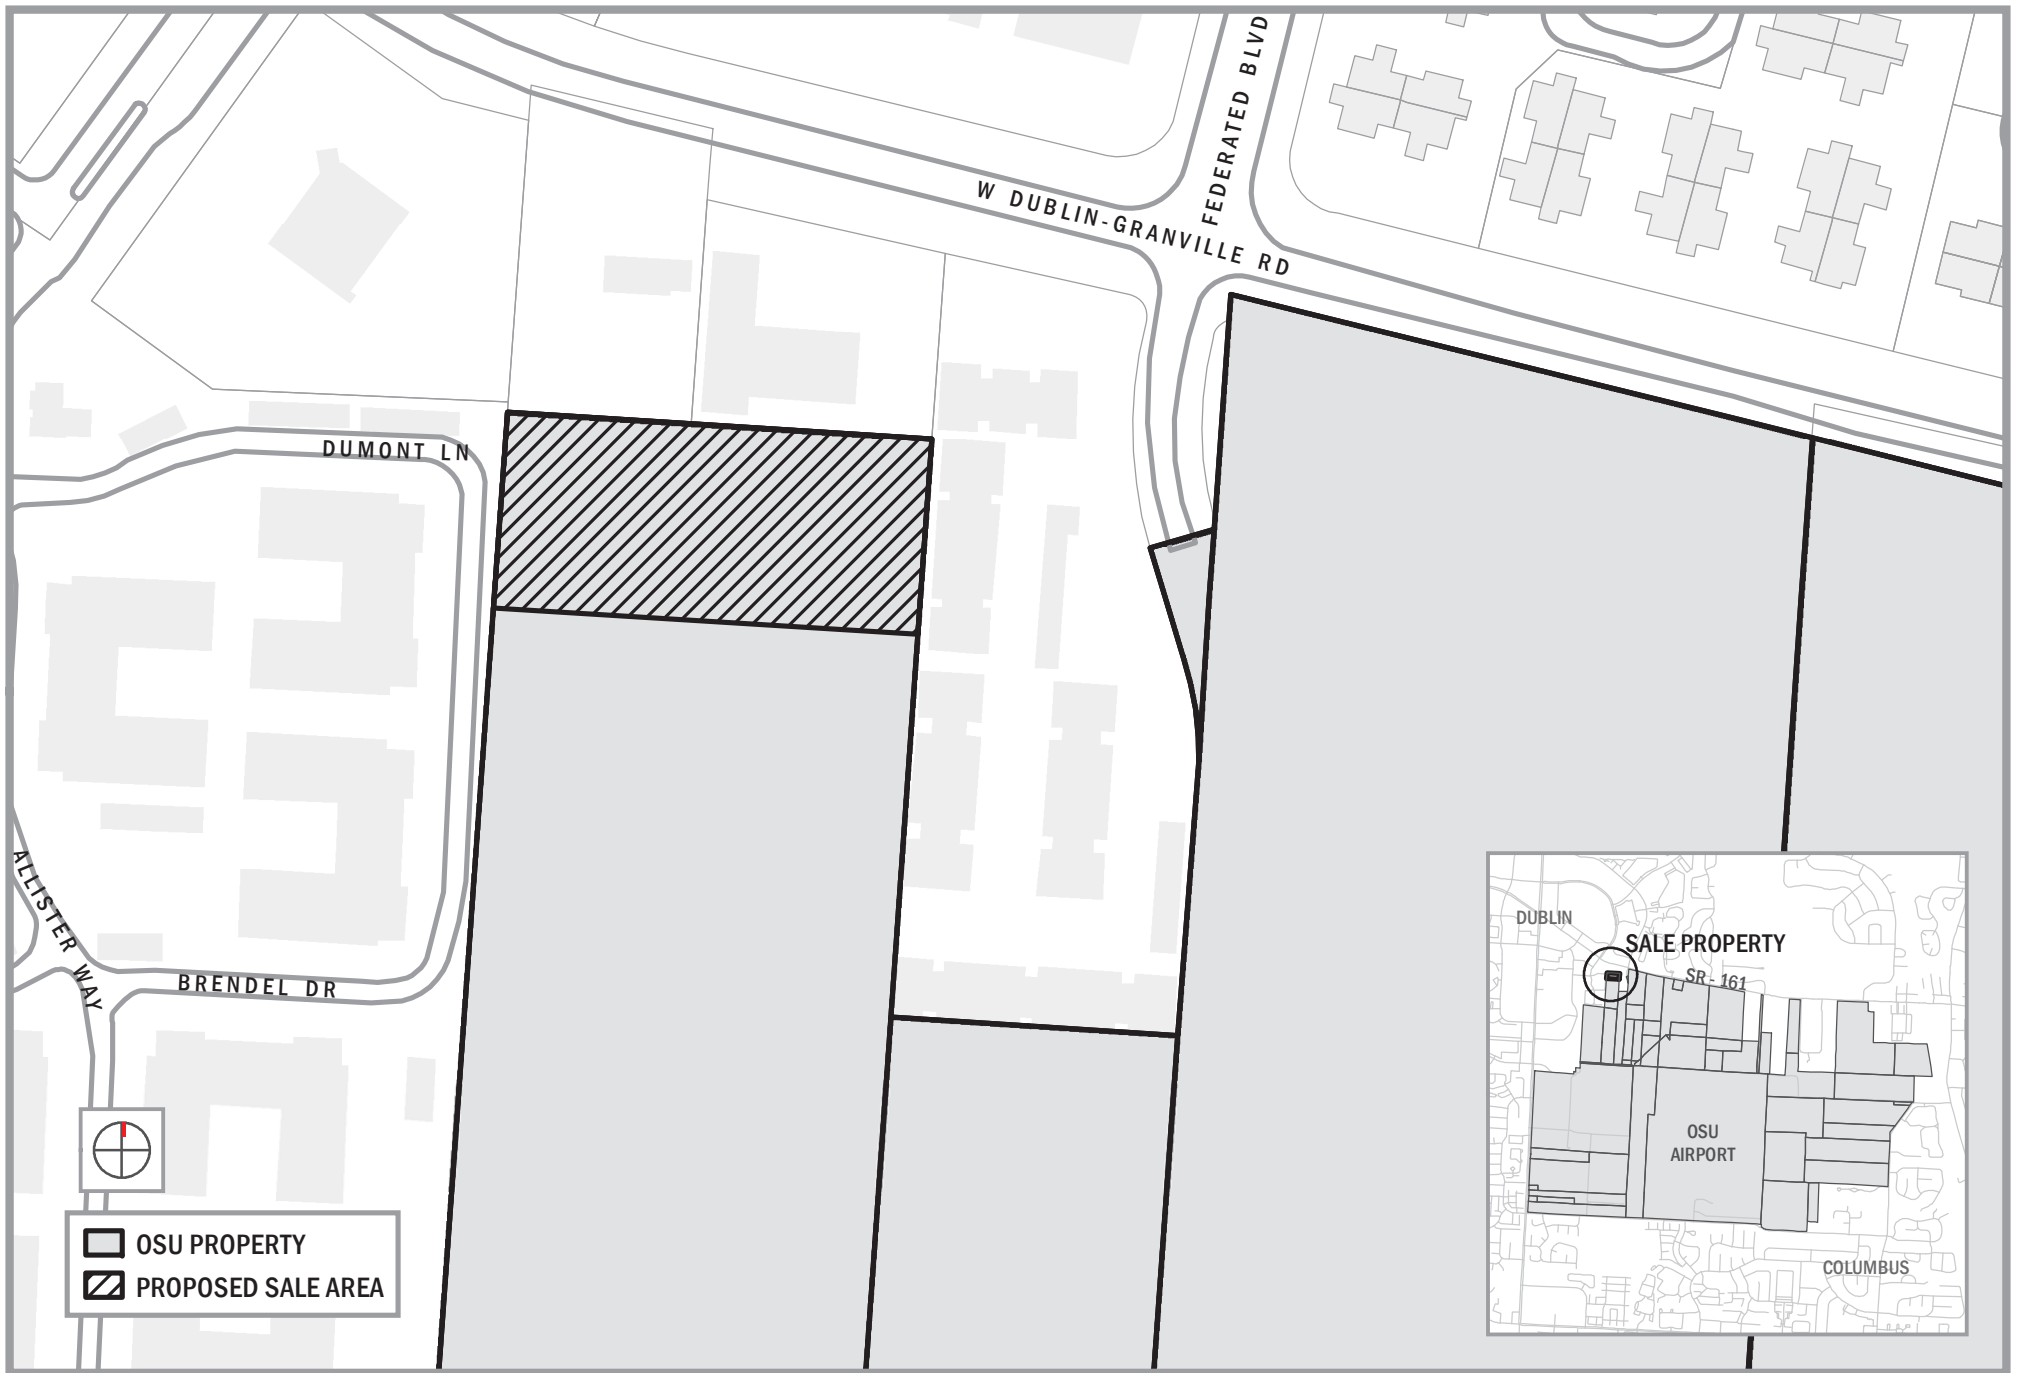 FEDERATED BLVD
W DUBLIN-GRANVILLE RD
DUMONT LN
ALLISTER WAY
BRENDEL DR
OSU PROPERTY
PROPOSED SALE AREA
DUBLIN
SALE PROPERTY
SR - 161
OSU
AIRPORT
COLUMBUS